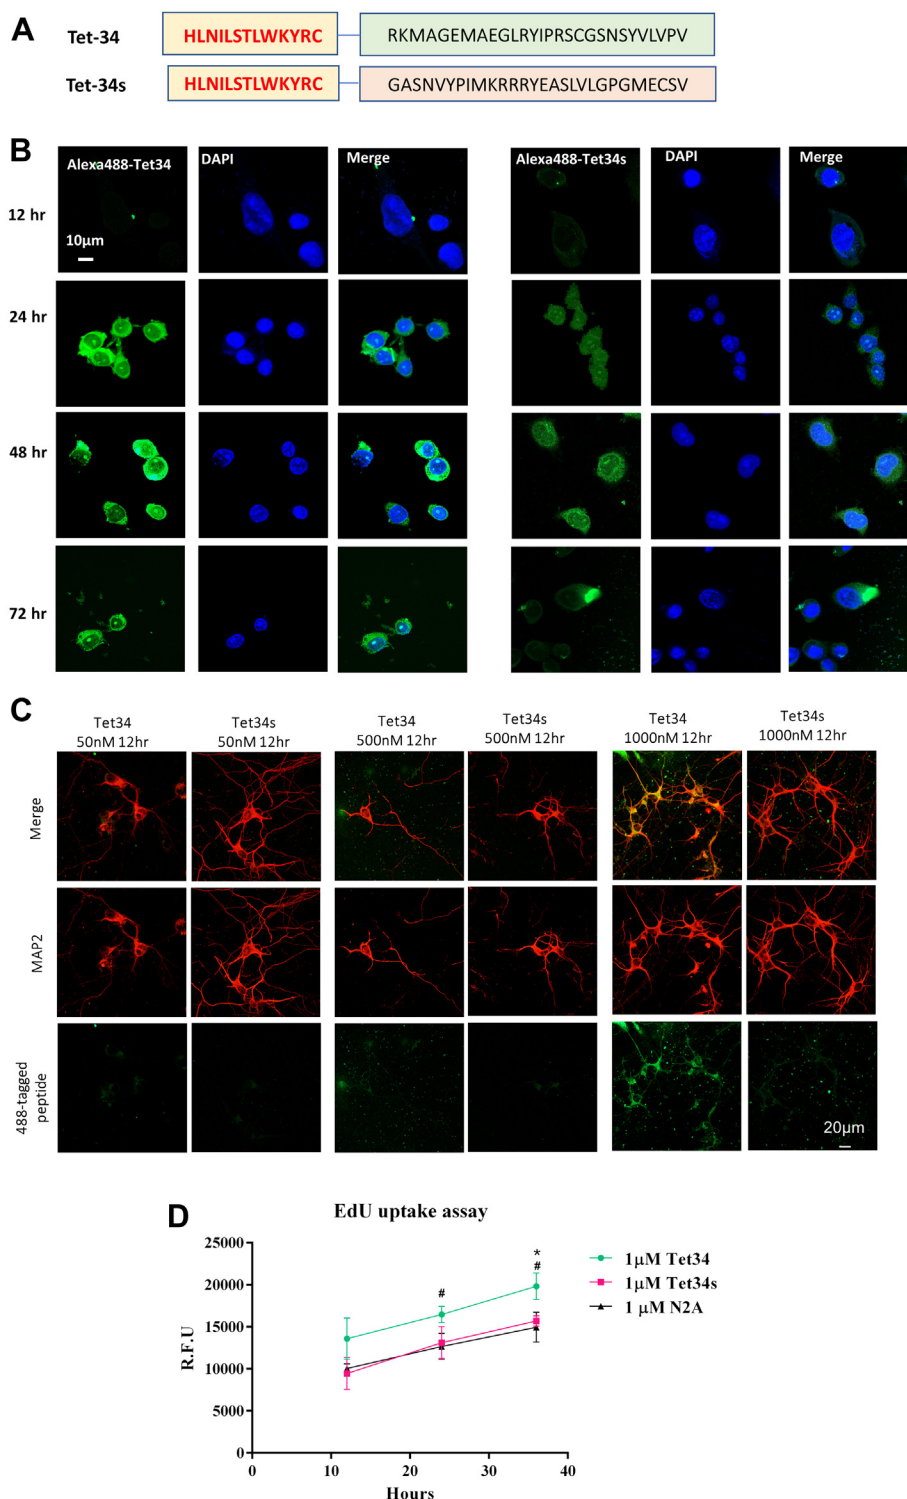 A
Tet-34
HLNILSTLWKYRC
RKMAGEMAEGLRYIPRSCGSNSYVLVPV
Tet-34s
HLNILSTLWKYRC
GASNVYPIMKRRRYEASLVLGPGMECSV
B
Alexa488-Tet34
DAPI
Merge
Alexa488-Tet34s
DAPI
Merge
12 hr
10µm
24 hr
48 hr
72 hr
C
Tet34
50nM 12hr
Tet34s
50nM 12hr
Tet34
500nM 12hr
Tet34s
500nM 12hr
Tet34
1000nM 12hr
Tet34s
1000nM 12hr
Merge
MAP2
488-tagged
peptide
20µm
D
EdU uptake assay
25000
20000
15000
10000
5000
0
R.F.U
0 10 20 30 40
Hours
#
*
#
1µM Tet34
1µM Tet34s
1 µM N2A